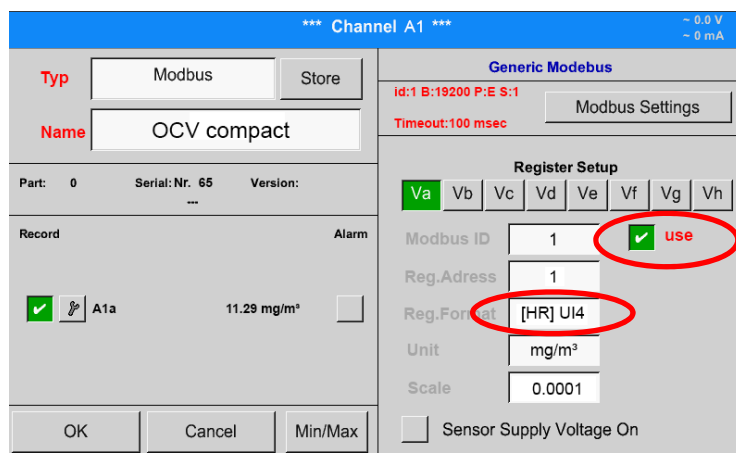 *** Channel A1 ***
~ 0.0 V
~ 0 mA
Typ
Modbus
Store
Name
OCV compact
Part: 0 Serial: Nr. 65 Version:
---
Record Alarm
A1a 11.29 mg/m³
OK Cancel Min/Max
Generic Modebus
id:1 B:19200 P:E S:1
Timeout:100 msec
Modbus Settings
Register Setup
Va Vb Vc Vd Ve Vf Vg Vh
Modbus ID 1 use
Reg.Adress 1
Reg.Format [HR] UI4
Unit mg/m³
Scale 0.0001
Sensor Supply Voltage On